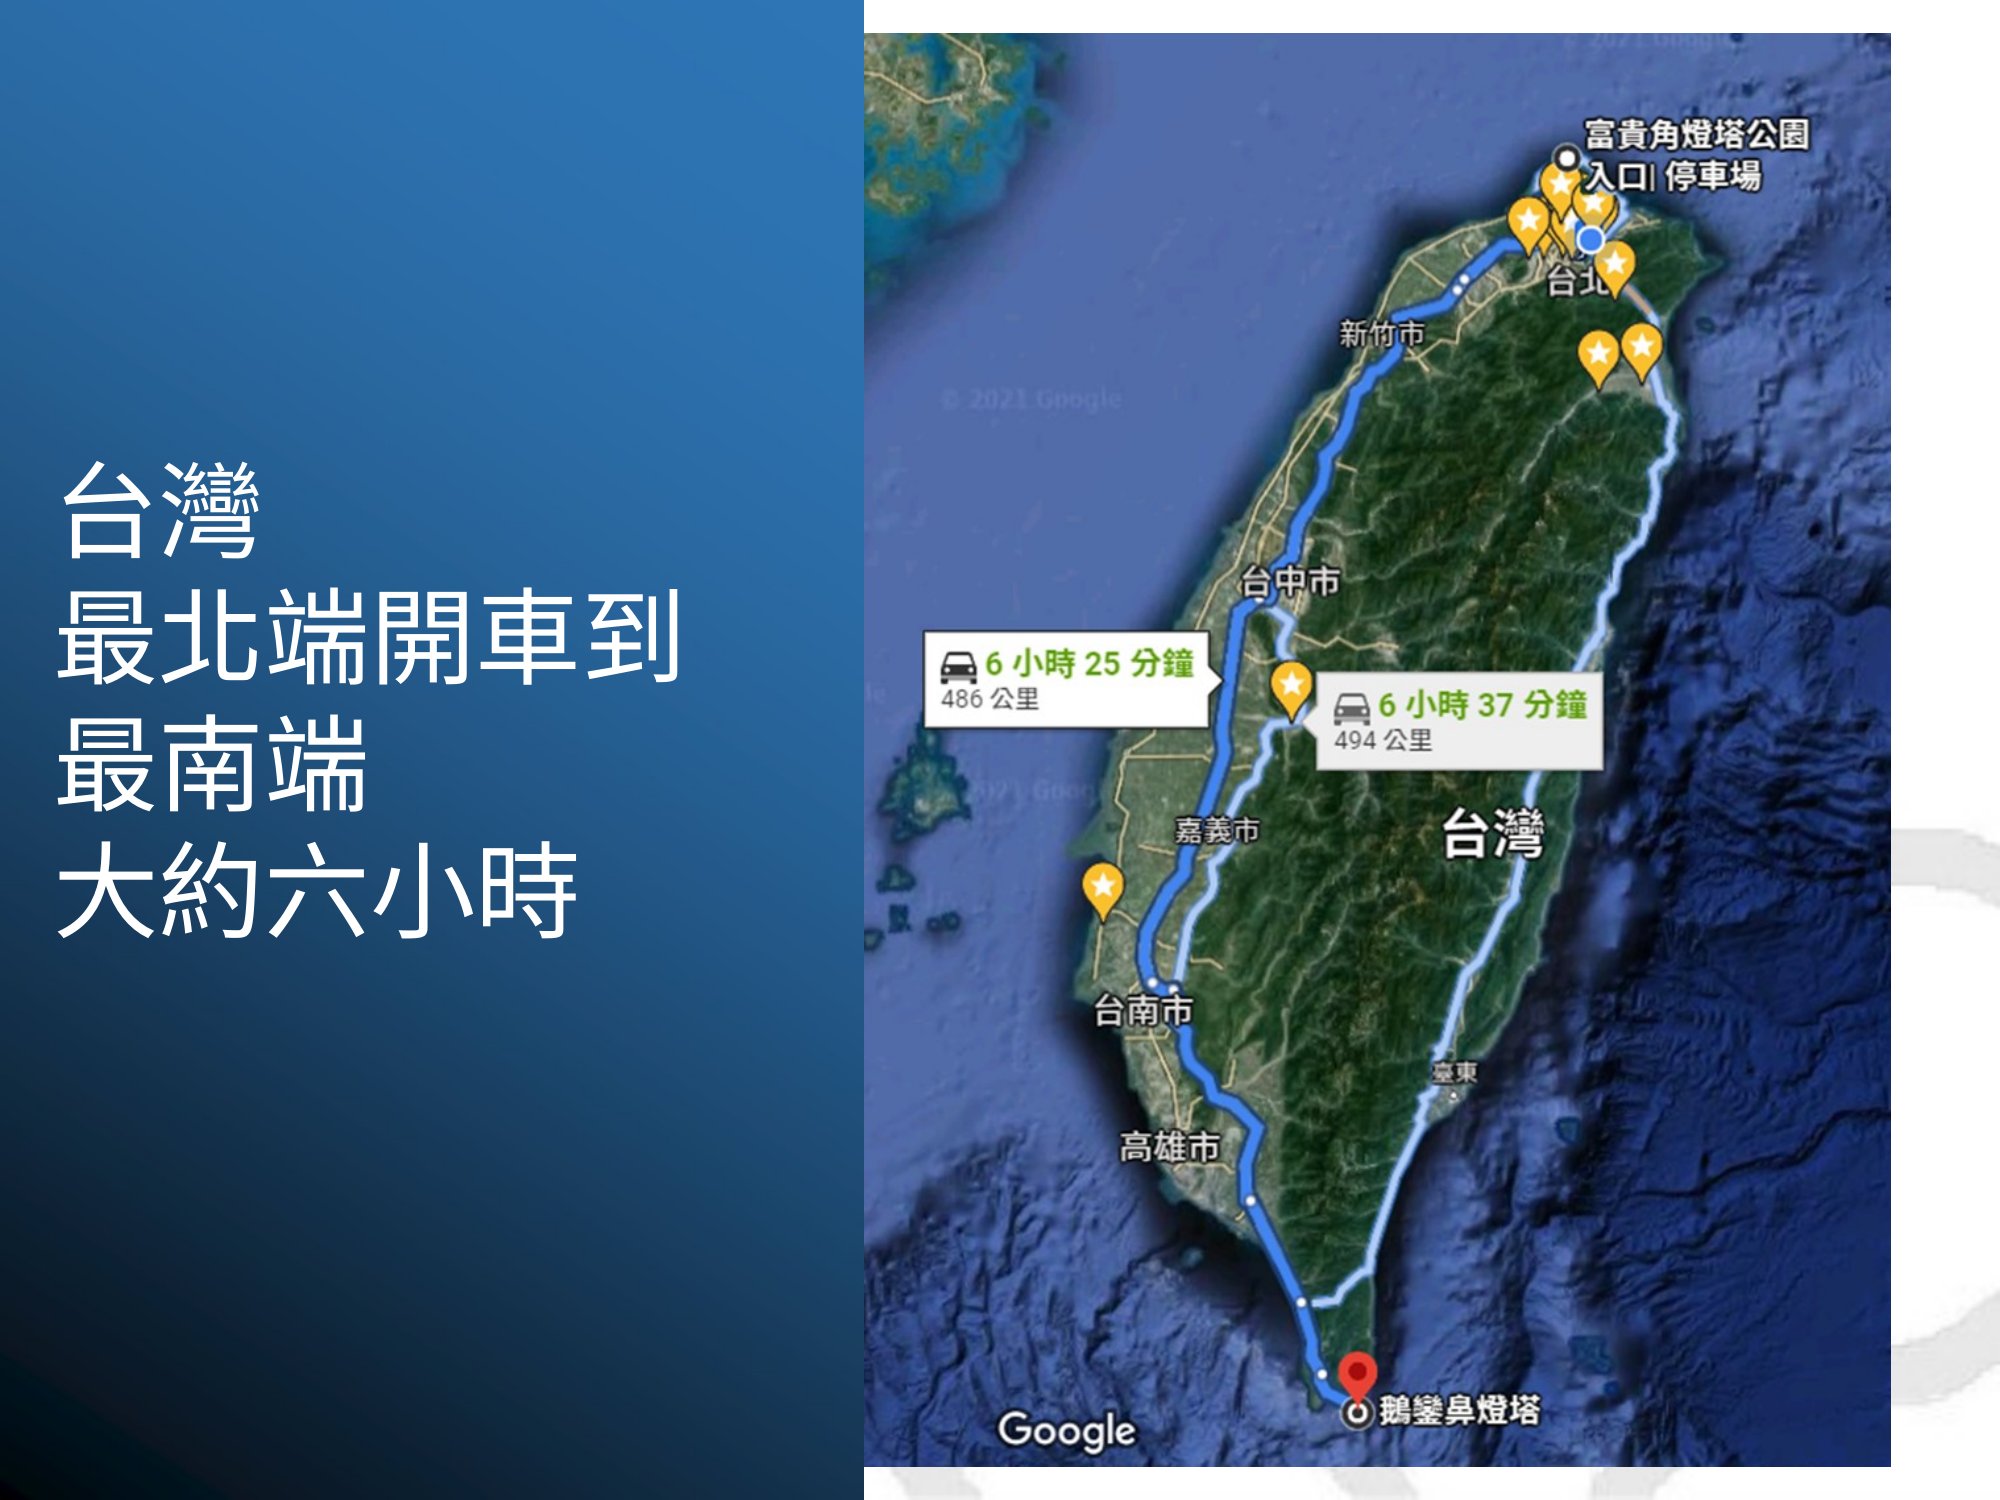 台灣
最北端開車到
最南端
大約六小時
富貴角燈塔公園
入口| 停車場
台北
新竹市
© 2021 Google
台中市
6 小時 25 分鐘
486 公里
6 小時 37 分鐘
494 公里
嘉義市
台灣
台南市
臺東
高雄市
鵝鑾鼻燈塔
Google